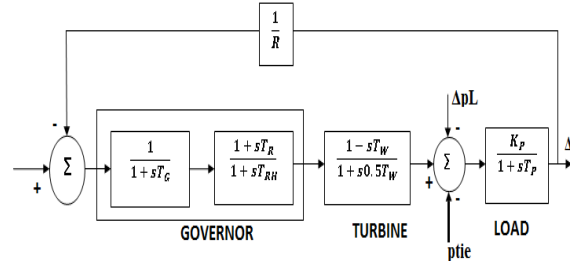 1
R
-
ΔpL
-
Σ
+
1
1 + sT_G
1 + sT_R
1 + sT_RH
1 − sT_W
1 + s0.5T_W
Σ
+
-
K_P
1 + sT_P
Δ
GOVERNOR
TURBINE
LOAD
ptie